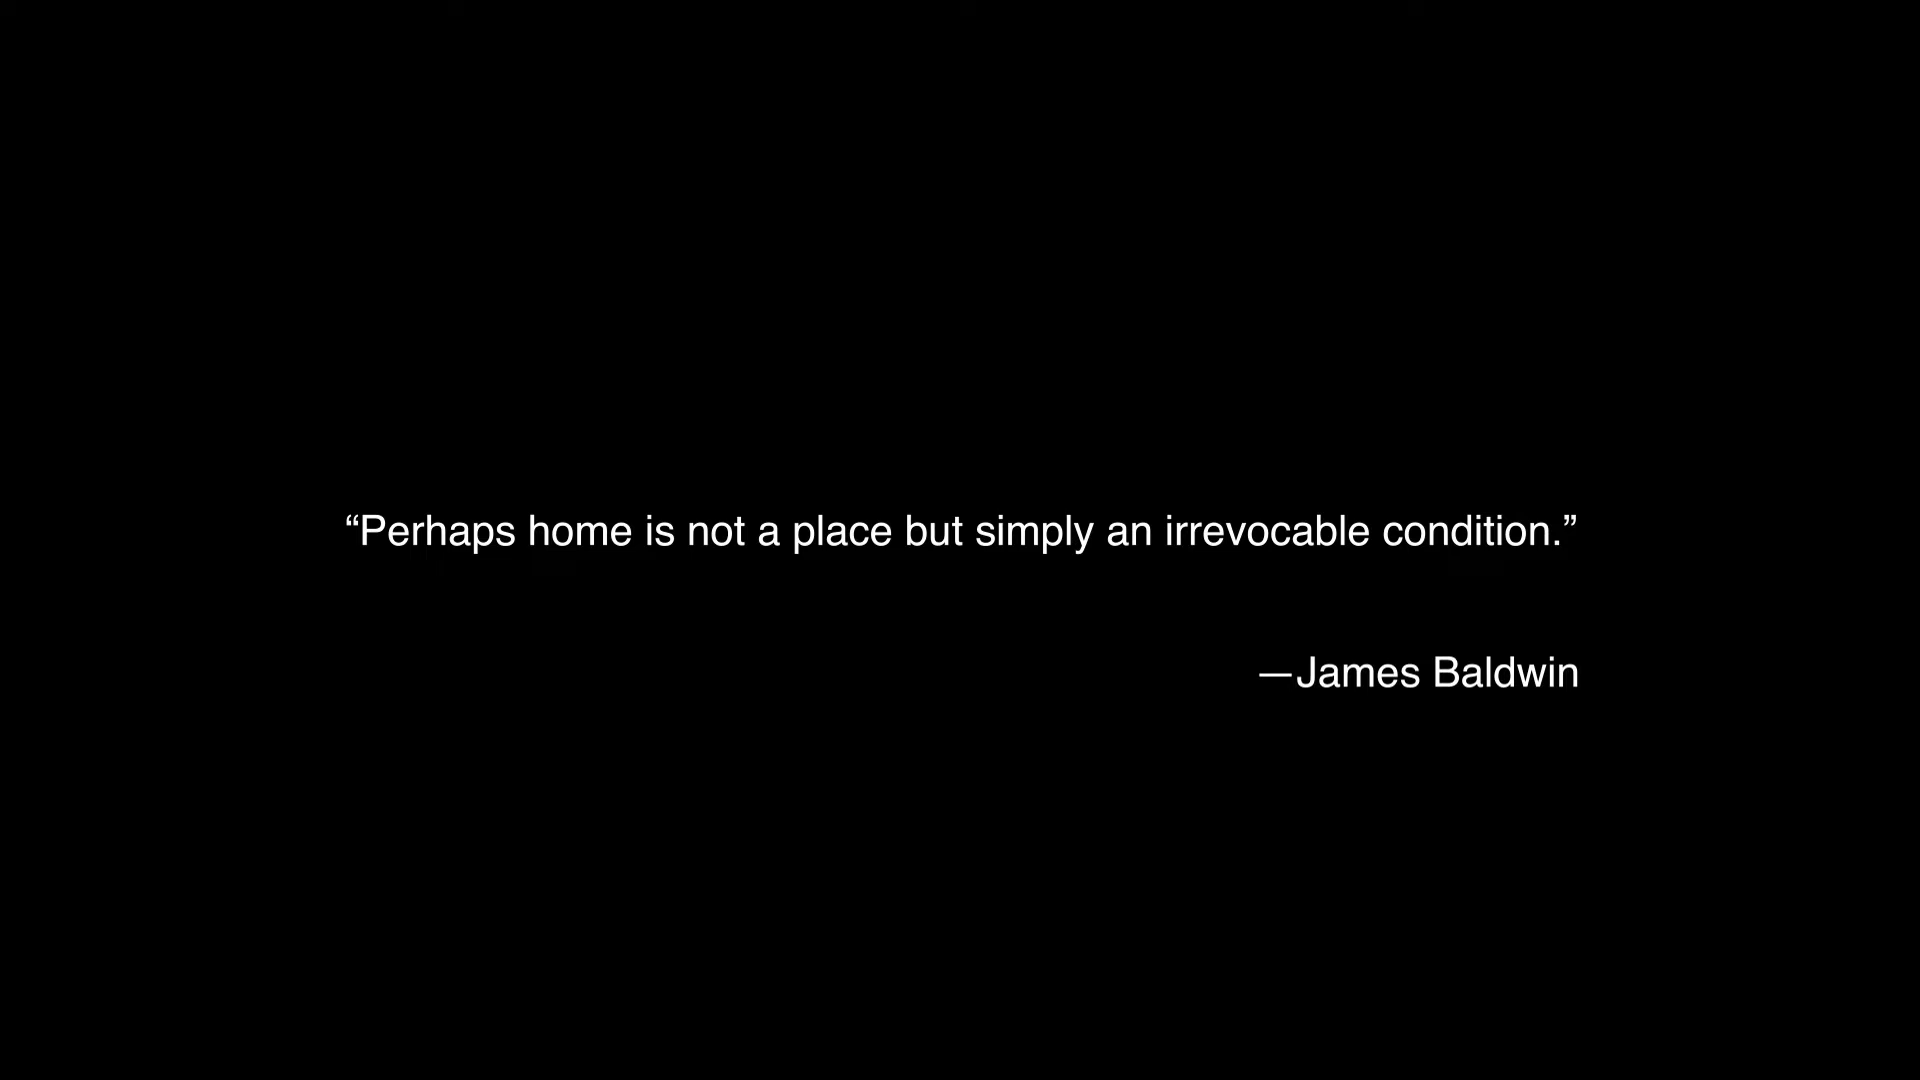 “Perhaps home is not a place but simply an irrevocable condition.”
—James Baldwin